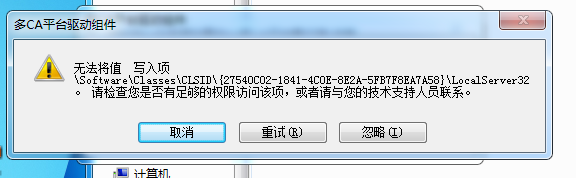 多CA平台驱动组件
无法将值 写入项
\Software\Classes\CLSID\{27540C02-1841-4C0E-8E2A-5FB7F8EA7A58}\LocalServer32
。 请检查您是否有足够的权限访问该项，或者请与您的技术支持人员联系。
取消 重试(R) 忽略(I)
计算机